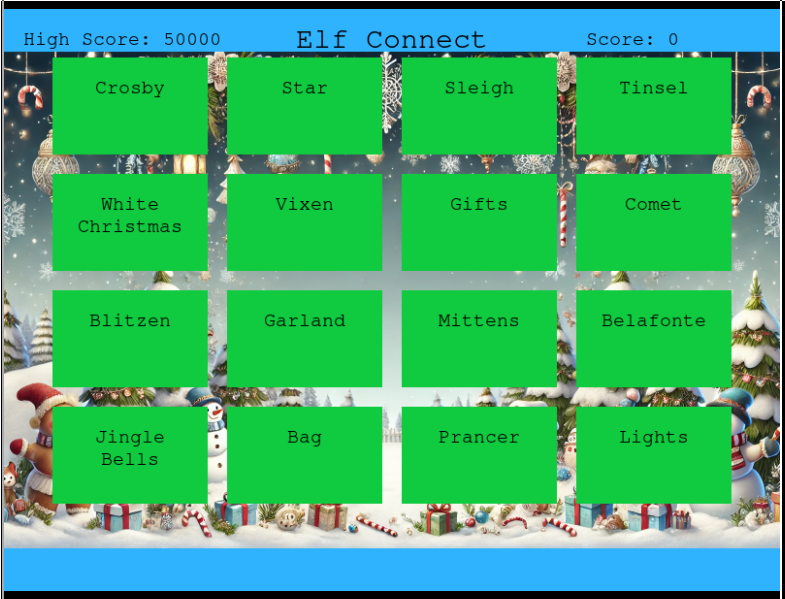 High Score: 50000 Elf Connect Score: 0
Crosby Star Sleigh Tinsel
White Christmas Vixen Gifts Comet
Blitzen Garland Mittens Belafonte
Jingle Bells Bag Prancer Lights